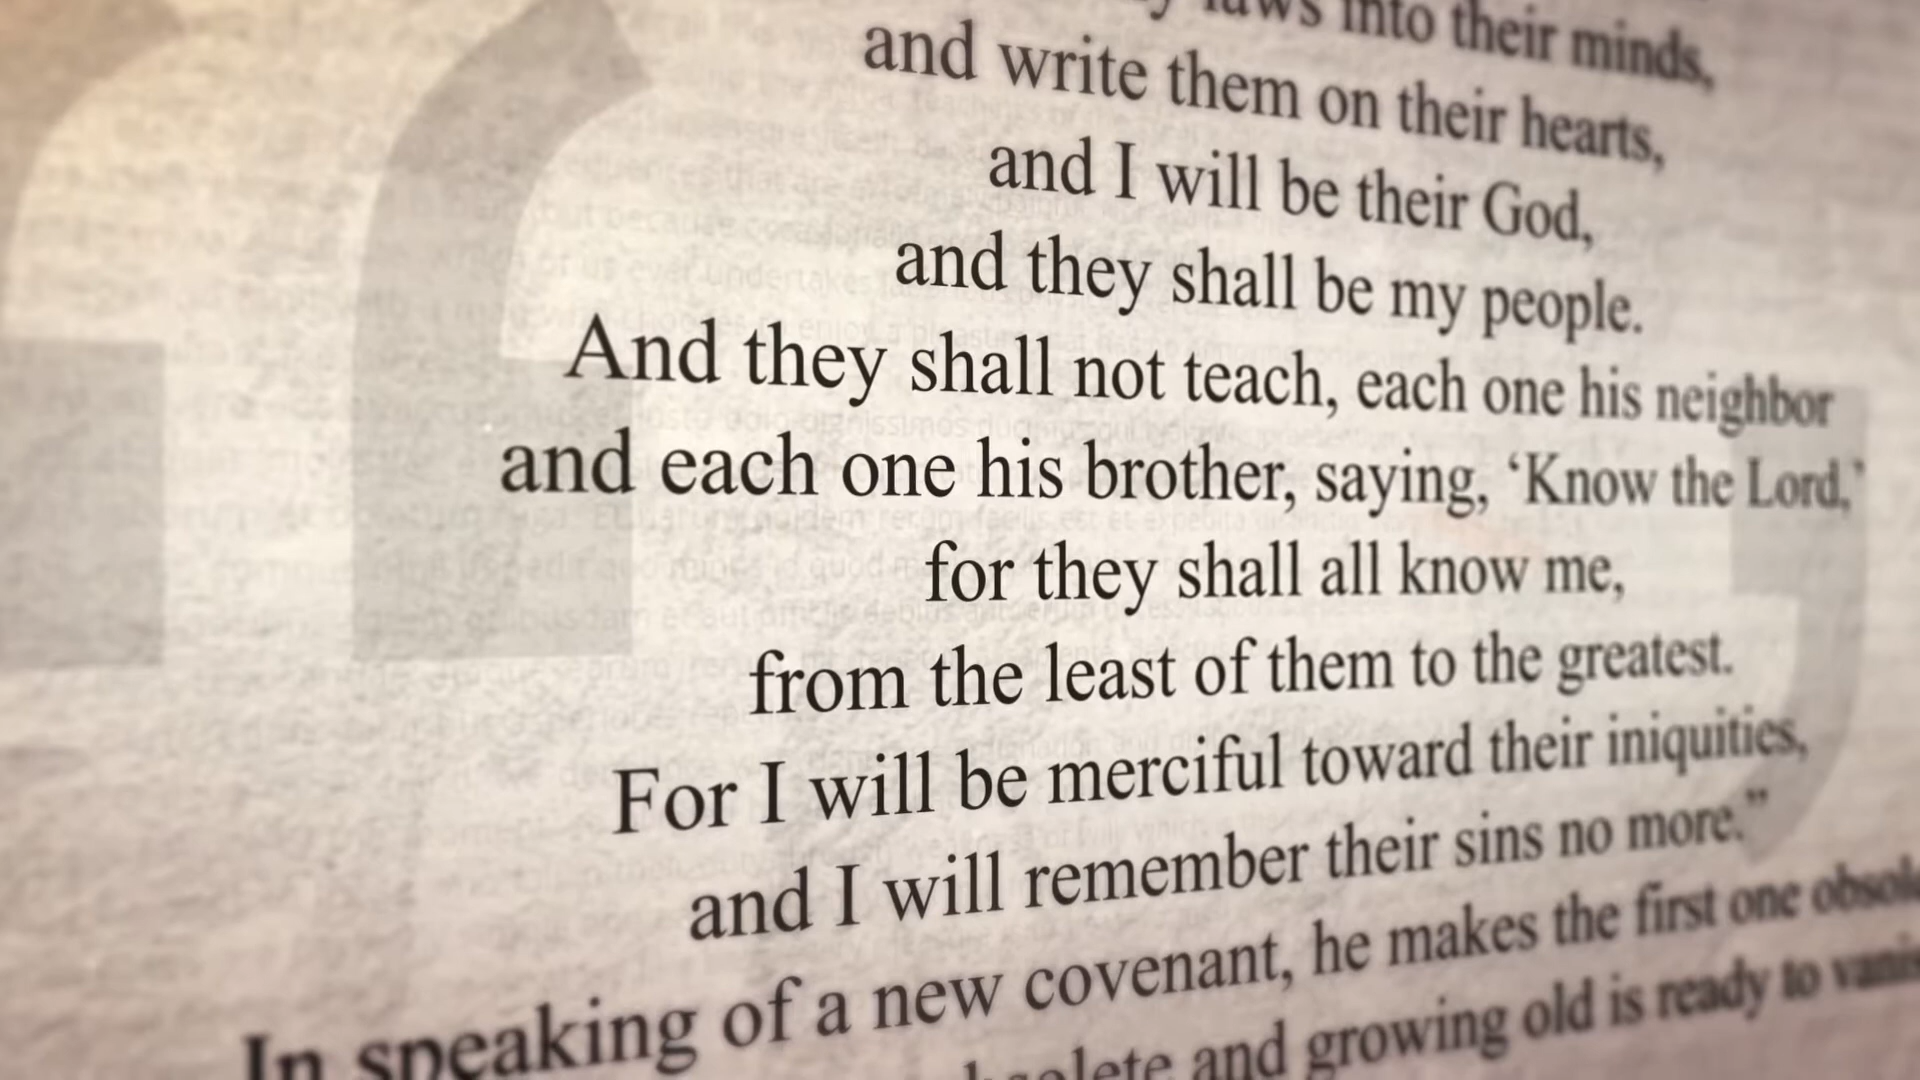 laws into their minds,
and write them on their hearts,
and I will be their God,
and they shall be my people.
And they shall not teach, each one his neighbor
and each one his brother, saying, ‘Know the Lord,’
for they shall all know me,
from the least of them to the greatest.
For I will be merciful toward their iniquities,
and I will remember their sins no more.”
In speaking of a new covenant, he makes the first one
and growing old is ready to